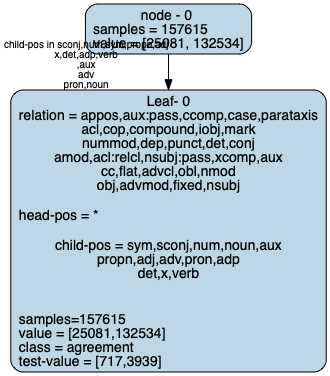 node - 0
samples = 157615
value = [25081, 132534]
child-pos in sconj,num
x,det,adp,verb
,aux
adv
pron,noun
Leaf- 0
relation = appos,aux:pass,ccomp,case,parataxis
acl,cop,compound,iobj,mark
nummod,dep,punct,det,conj
amod,acl:relcl,nsubj:pass,xcomp,aux
cc,flat,advcl,obl,nmod
obj,advmod,fixed,nsubj
head-pos = *
child-pos = sym,sconj,num,noun,aux
propn,adj,adv,pron,adp
det,x,verb
samples=157615
value = [25081,132534]
class = agreement
test-value = [717,3939]